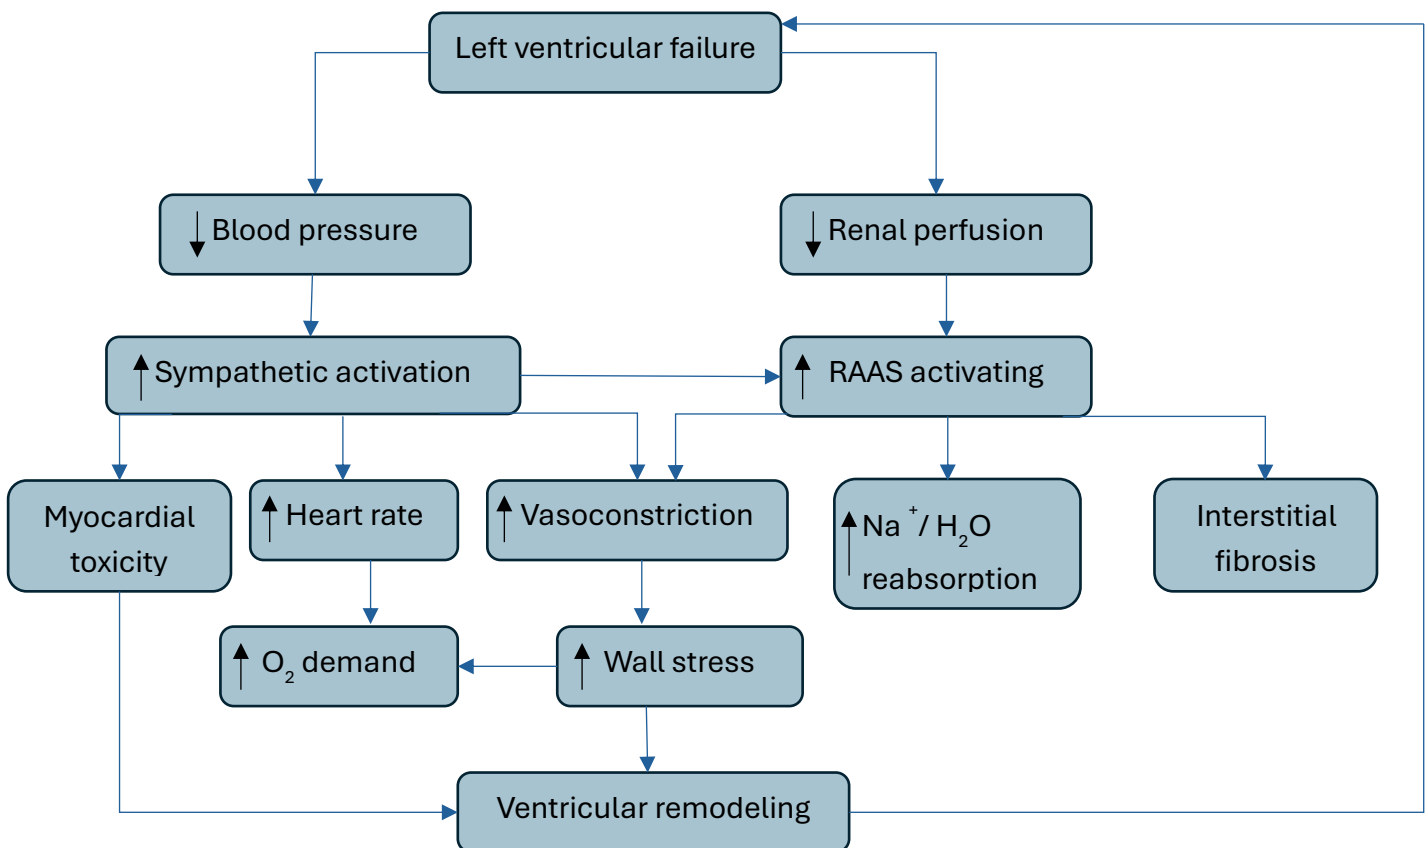 Left ventricular failure
Blood pressure
Renal perfusion
Sympathetic activation
RAAS activating
Myocardial
toxicity
Heart rate
Vasoconstriction
Na⁺/ H₂O
reabsorption
Interstitial
fibrosis
O₂ demand
Wall stress
Ventricular remodeling